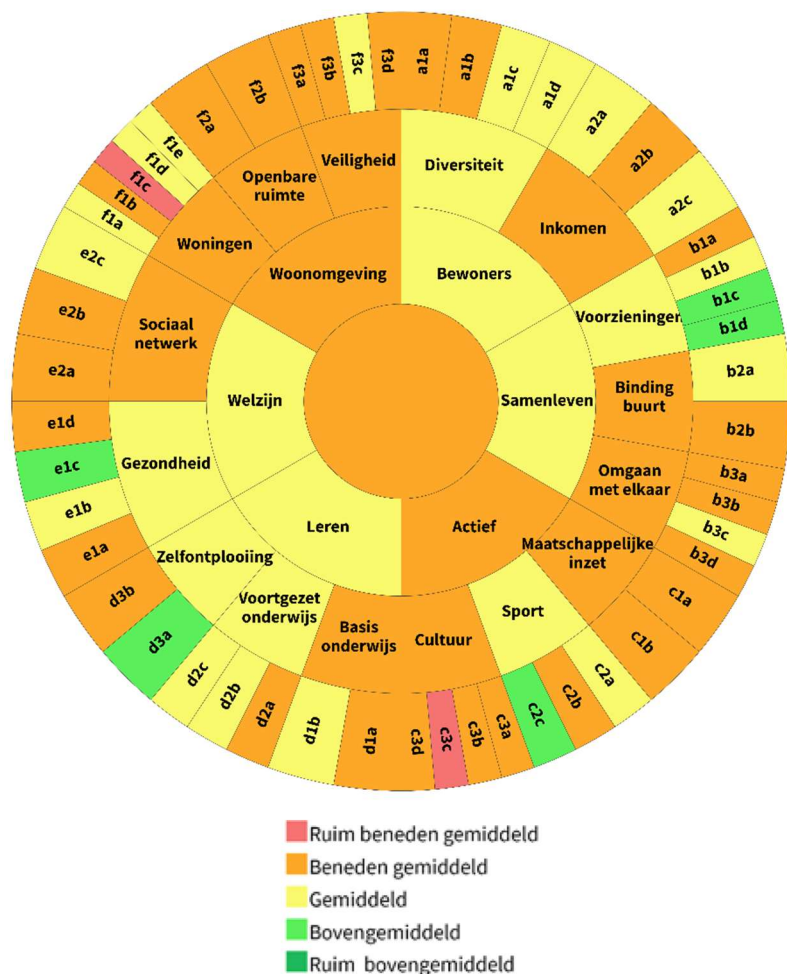 f3d
a1a
a1b
a1c
a1d
a2a
a2b
a2c
b1a
b1b
b1c
b1d
b2a
b2b
b3a
b3b
b3c
b3d
c1a
c1b
c2a
c2b
c2c
c3a
c3b
c3c
c3d
d1a
d1b
d2a
d2b
d2c
d3a
d3b
e1a
e1b
e1c
e1d
e2a
e2b
e2c
f1a
f1b
f1c
f1d
f1e
f2a
f2b
f3a
f3b
f3c
Veiligheid
Diversiteit
Inkomen
Voorzieningen
Binding
buurt
Omgaan
met elkaar
Maatschappelijke
inzet
Sport
Cultuur
Basis
onderwijs
Voortgezet
onderwijs
Zelfontplooiing
Gezondheid
Sociaal
netwerk
Woningen
Openbare
ruimte
Woonomgeving
Bewoners
Samenleven
Actief
Leren
Welzijn
Ruim beneden gemiddeld
Beneden gemiddeld
Gemiddeld
Bovengemiddeld
Ruim bovengemiddeld